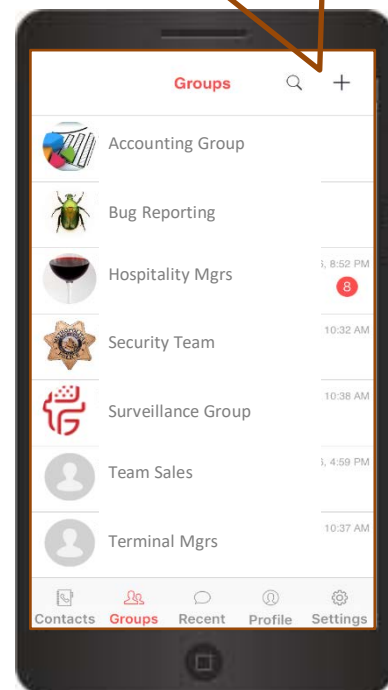 Groups
Accounting Group
Bug Reporting
8:52 PM
Hospitality Mgrs
8
10:32 AM
Security Team
10:38 AM
Surveillance Group
4:59 PM
Team Sales
10:37 AM
Terminal Mgrs
Contacts Groups Recent Profile Settings